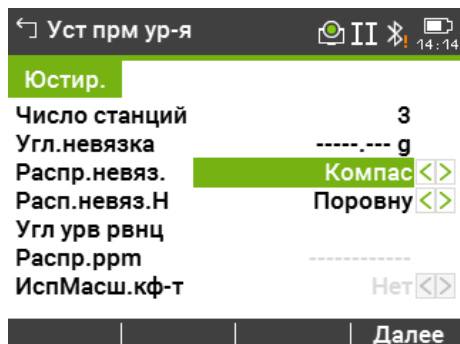 Уст прм ур-я II 14:14
Юстир.
Число станций 3
Угл.невязка -----.--- g
Распр.невяз. Компас
Расп.невяз.Н Поровну
Угл урв рвнц
Распр.ppm ------------
ИспМасш.кф-т Нет
Далее